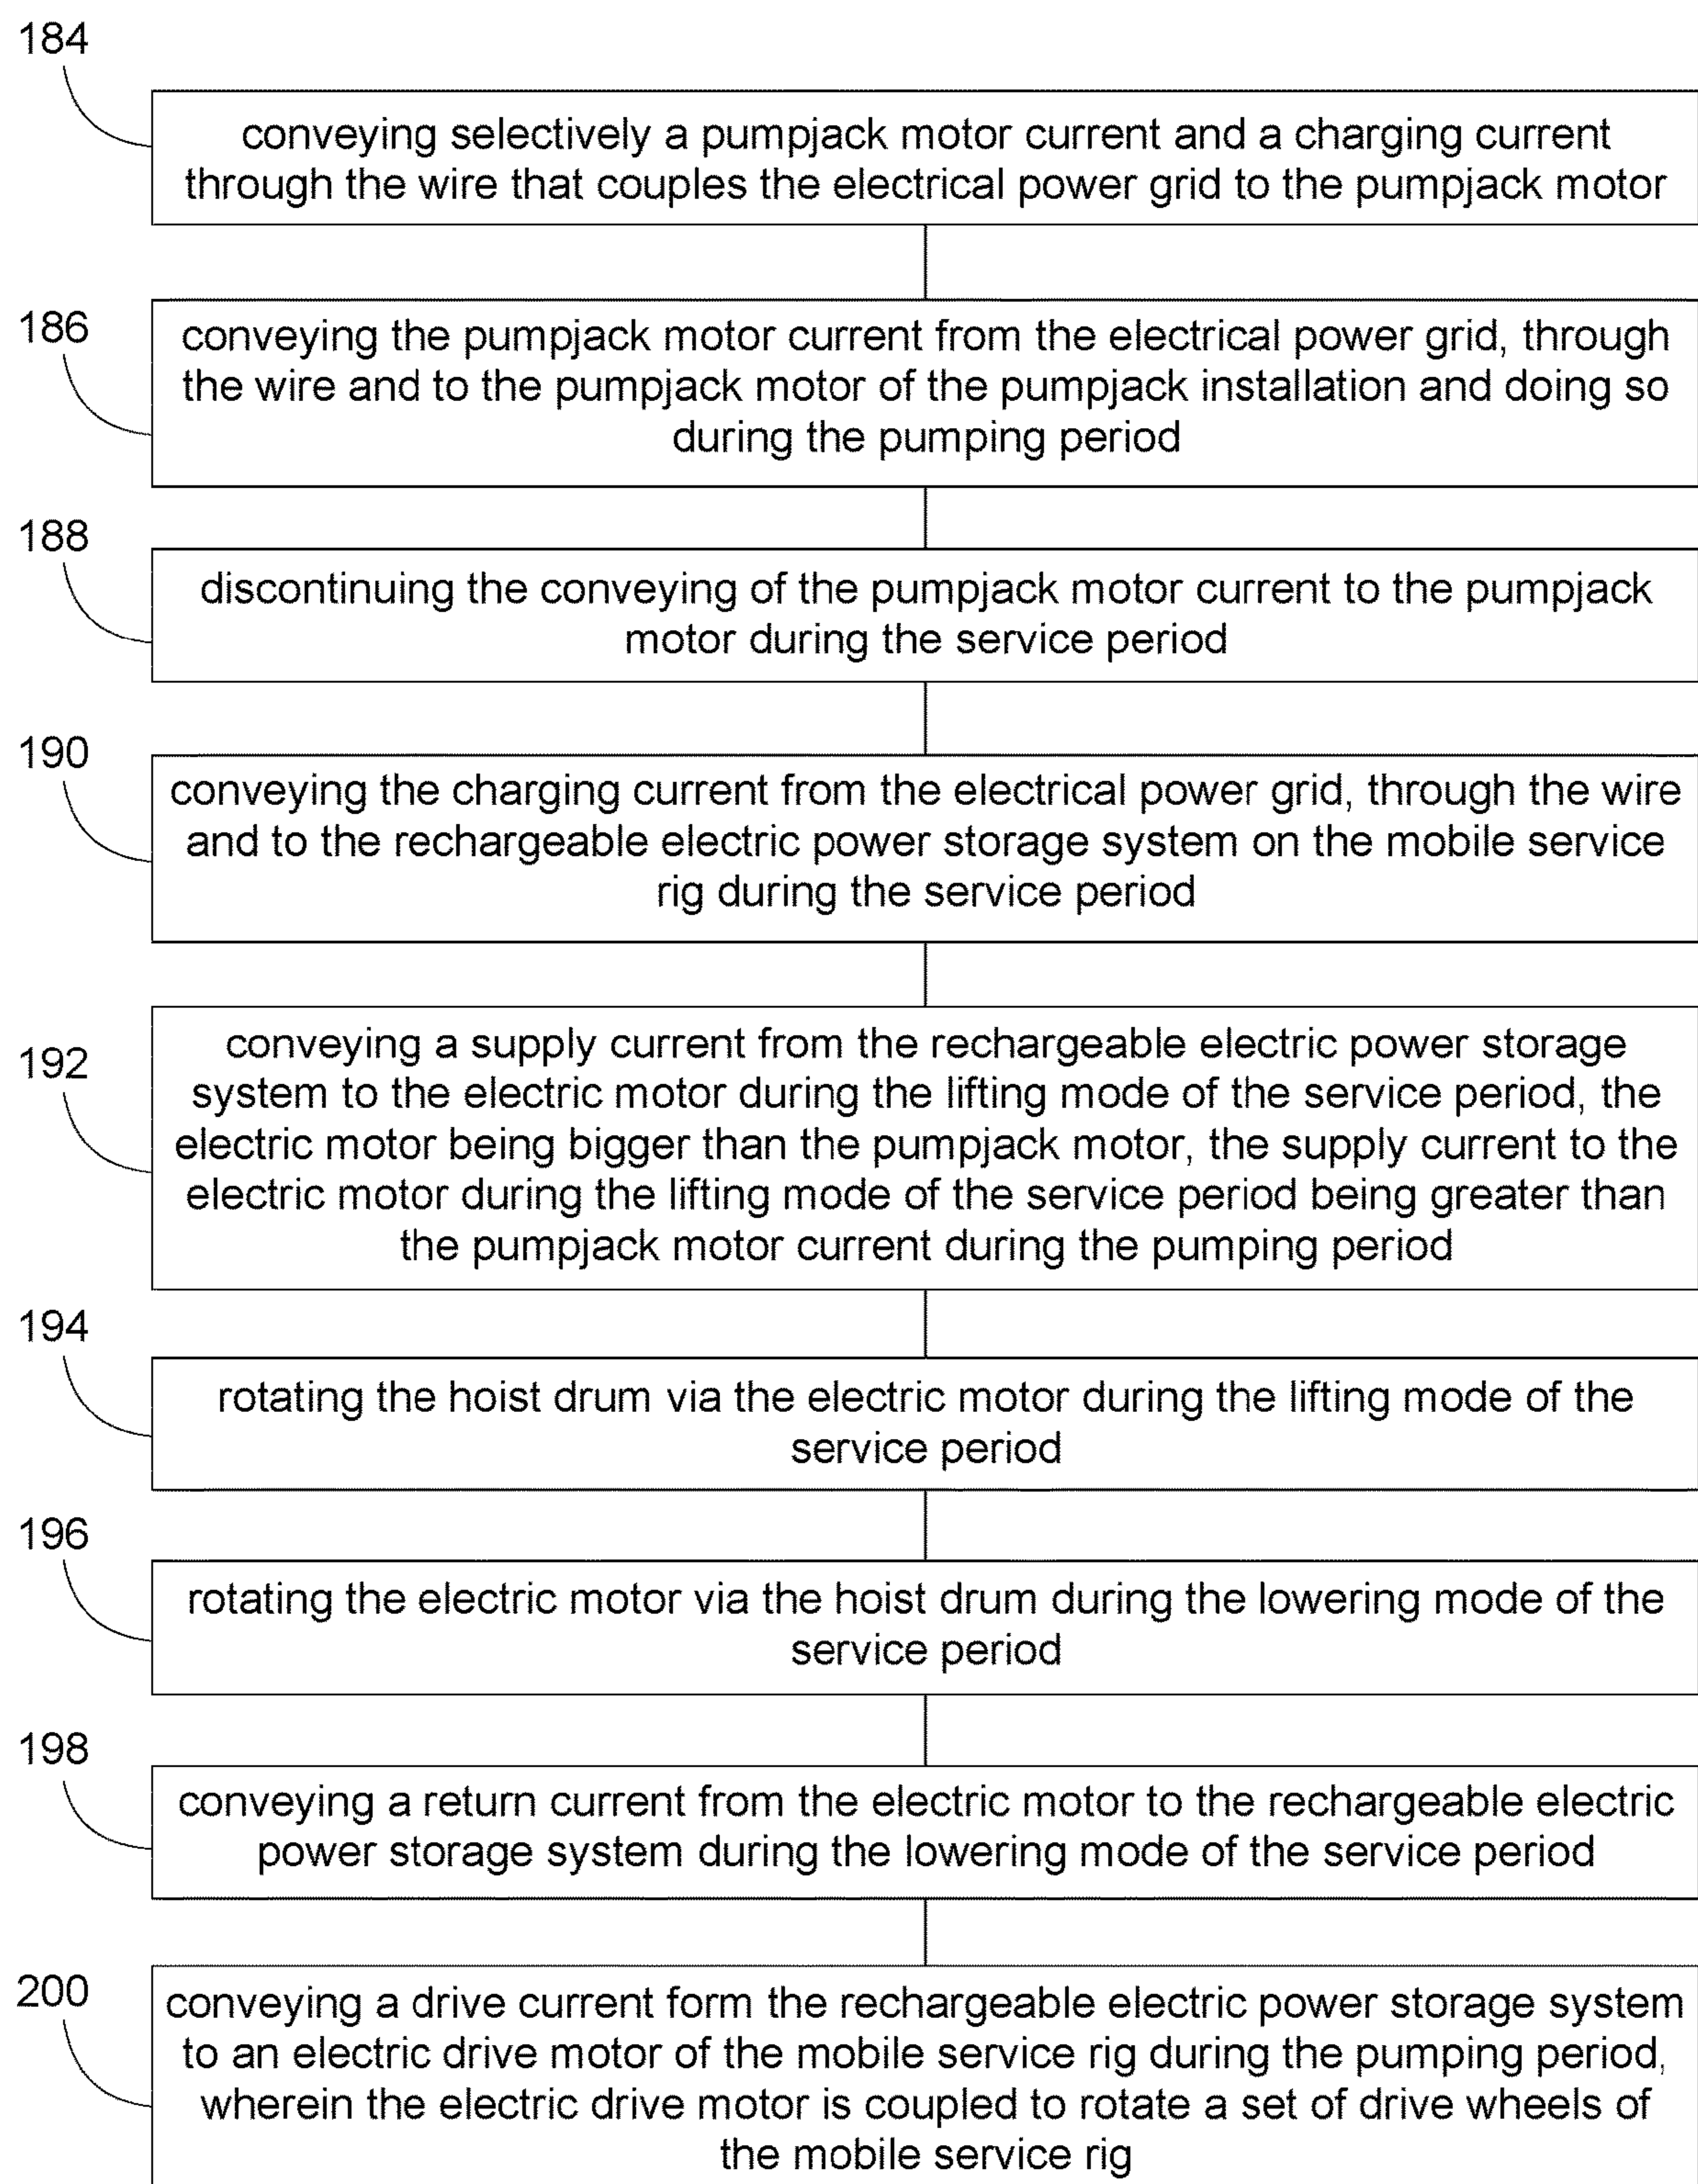 184
conveying selectively a pumpjack motor current and a charging current
through the wire that couples the electrical power grid to the pumpjack motor
186
conveying the pumpjack motor current from the electrical power grid, through
the wire and to the pumpjack motor of the pumpjack installation and doing so
during the pumping period
188
discontinuing the conveying of the pumpjack motor current to the pumpjack
motor during the service period
190
conveying the charging current from the electrical power grid, through the wire
and to the rechargeable electric power storage system on the mobile service
rig during the service period
192
conveying a supply current from the rechargeable electric power storage
system to the electric motor during the lifting mode of the service period, the
electric motor being bigger than the pumpjack motor, the supply current to the
electric motor during the lifting mode of the service period being greater than
the pumpjack motor current during the pumping period
194
rotating the hoist drum via the electric motor during the lifting mode of the
service period
196
rotating the electric motor via the hoist drum during the lowering mode of the
service period
198
conveying a return current from the electric motor to the rechargeable electric
power storage system during the lowering mode of the service period
200
conveying a drive current form the rechargeable electric power storage system
to an electric drive motor of the mobile service rig during the pumping period,
wherein the electric drive motor is coupled to rotate a set of drive wheels of
the mobile service rig